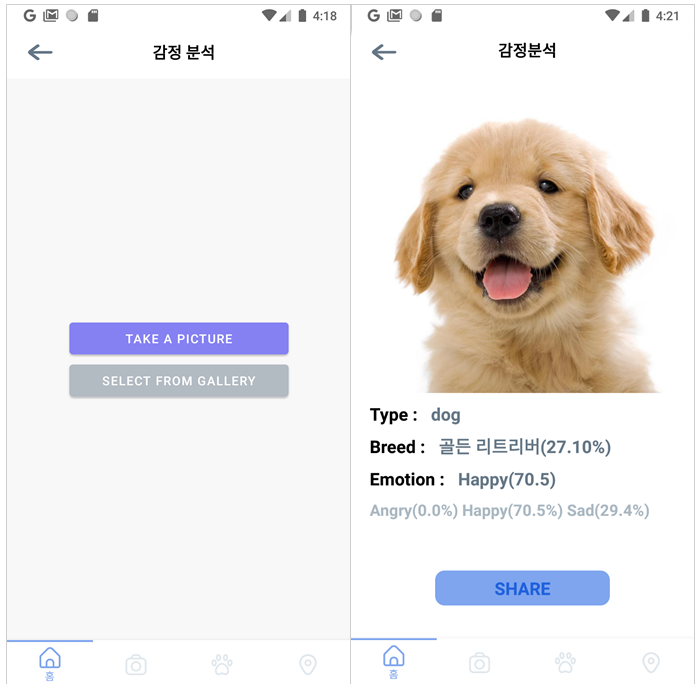 4:18
감정 분석
TAKE A PICTURE
SELECT FROM GALLERY
홈
4:21
감정분석
Type : dog
Breed : 골든 리트리버(27.10%)
Emotion : Happy(70.5)
Angry(0.0%) Happy(70.5%) Sad(29.4%)
SHARE
홈